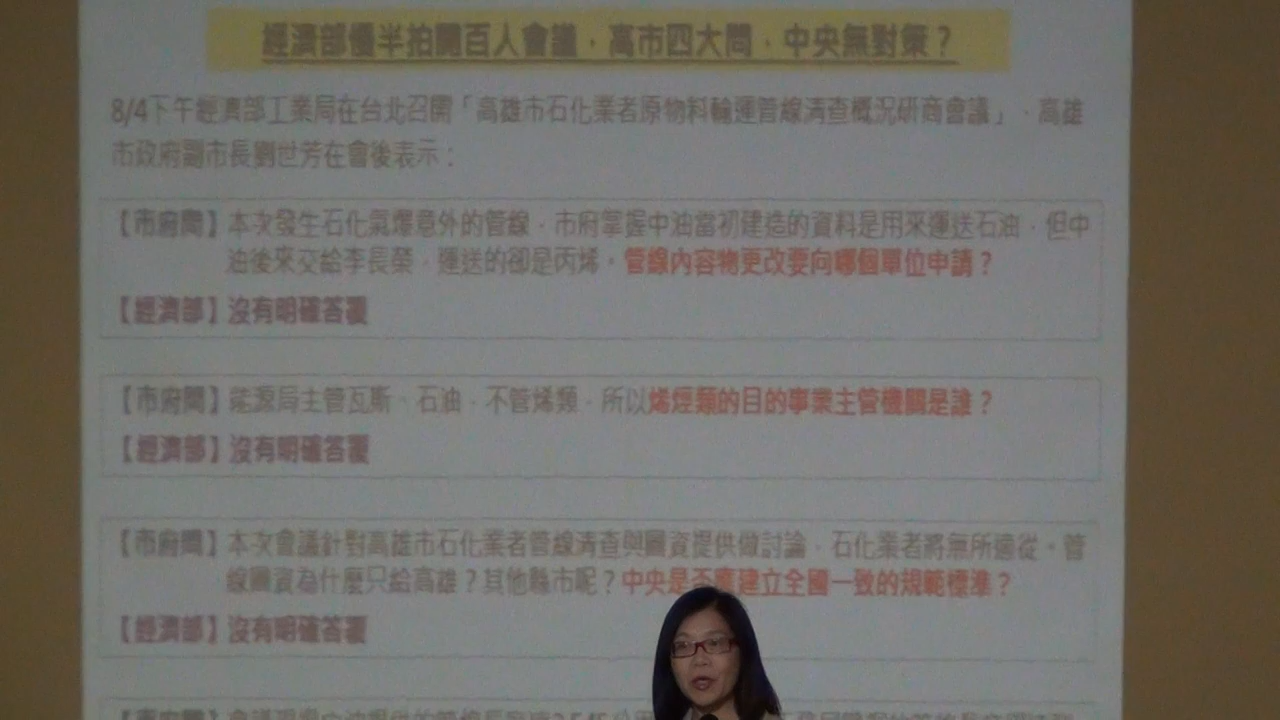 經濟部慢半拍開百人會議，高市四大問，中央無對策？
8/4下午經濟部工業局在台北召開「高雄市石化業者原物料輸運管線清查概況研商會議」，高雄
市政府副市長劉世芳在會後表示：
【市府問】本次發生石化氣爆意外的管線，市府掌握中油當初建造的資料是用來運送石油，但中
油後來交給李長榮，運送的卻是丙烯。管線內容物更改要向哪個單位申請？
【經濟部】沒有明確答覆
【市府問】能源局主管瓦斯、石油，不管烯類，所以烯烴類的目的事業主管機關是誰？
【經濟部】沒有明確答覆
【市府問】本次會議針對高雄市石化業者管線清查與圖資提供做討論，石化業者將無所適從。管
線圖資為什麼只給高雄？其他縣市呢？中央是否應建立全國一致的規範標準？
【經濟部】沒有明確答覆
【市府問】會議